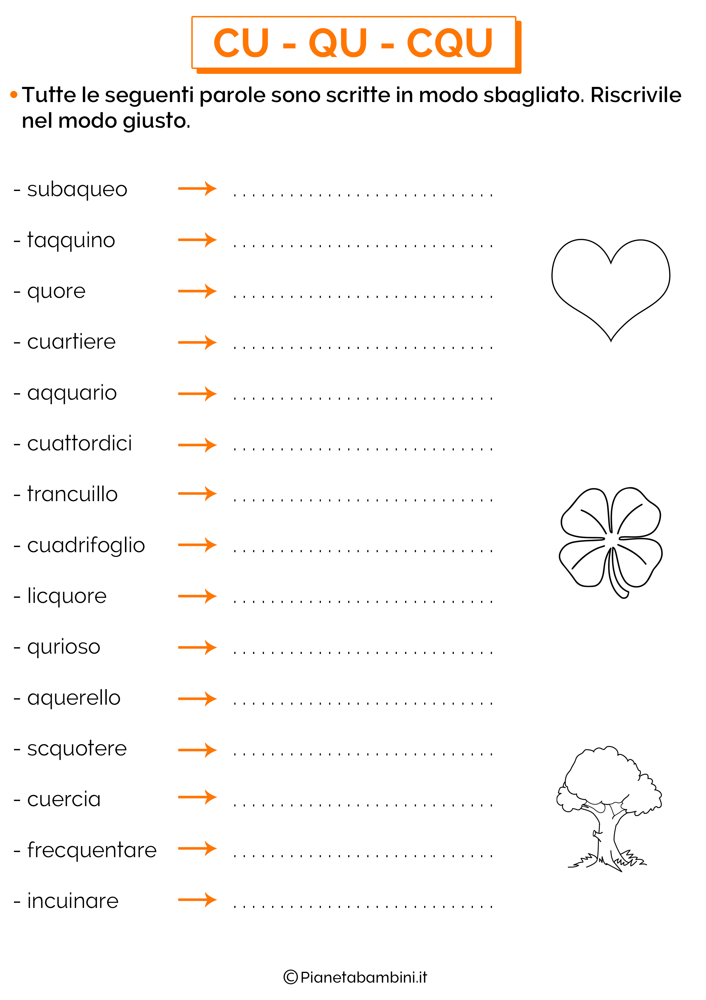 CU - QU - CQU
• Tutte le seguenti parole sono scritte in modo sbagliato. Riscrivile
nel modo giusto.
- subaqueo → . . . . . . . . . . . . . . . . . . . . . . . . . . . .
- taqquino → . . . . . . . . . . . . . . . . . . . . . . . . . . . .
- quore → . . . . . . . . . . . . . . . . . . . . . . . . . . . .
- cuartiere → . . . . . . . . . . . . . . . . . . . . . . . . . . . .
- aqquario → . . . . . . . . . . . . . . . . . . . . . . . . . . . .
- cuattordici → . . . . . . . . . . . . . . . . . . . . . . . . . . . .
- trancuillo → . . . . . . . . . . . . . . . . . . . . . . . . . . . .
- cuadrifoglio → . . . . . . . . . . . . . . . . . . . . . . . . . . . .
- licquore → . . . . . . . . . . . . . . . . . . . . . . . . . . . .
- qurioso → . . . . . . . . . . . . . . . . . . . . . . . . . . . .
- aquerello → . . . . . . . . . . . . . . . . . . . . . . . . . . . .
- scquotere → . . . . . . . . . . . . . . . . . . . . . . . . . . . .
- cuercia → . . . . . . . . . . . . . . . . . . . . . . . . . . . .
- frecquentare → . . . . . . . . . . . . . . . . . . . . . . . . . . . .
- incuinare → . . . . . . . . . . . . . . . . . . . . . . . . . . . .
© Pianetabambini.it